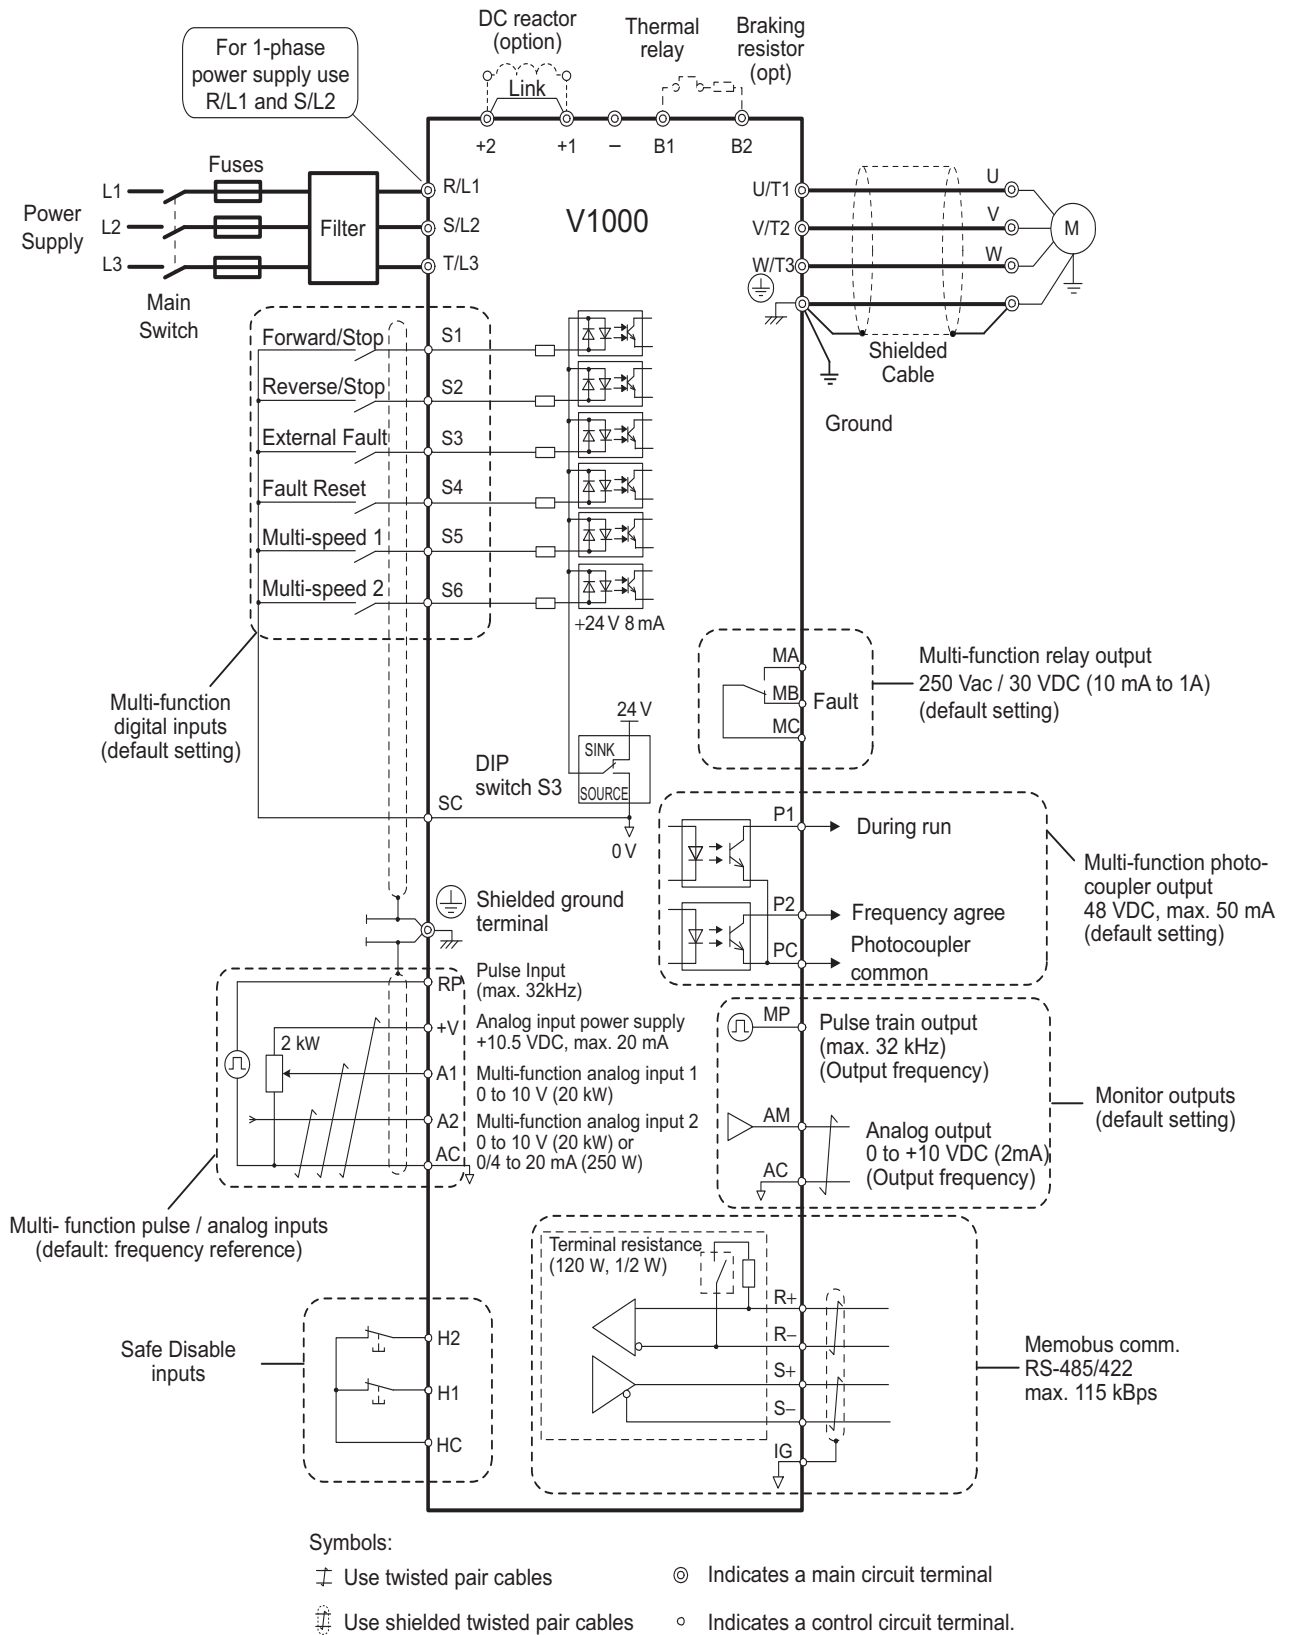 DC reactor
(option)
Thermal
relay
Braking
resistor
(opt)
For 1-phase
power supply use
R/L1 and S/L2
Link
+2
+1
–
B1
B2
Fuses
Power
Supply
L1
L2
L3
Filter
Main
Switch
R/L1
S/L2
T/L3
V1000
U/T1
V/T2
W/T3
U
V
W
M
Shielded
Cable
Ground
Forward/Stop
S1
Reverse/Stop
S2
External Fault
S3
Fault Reset
S4
Multi-speed 1
S5
Multi-speed 2
S6
+24 V 8 mA
Multi-function
digital inputs
(default setting)
24 V
DIP
switch S3
SINK
SOURCE
SC
0 V
MA
MB
MC
Fault
Multi-function relay output
250 Vac / 30 VDC (10 mA to 1A)
(default setting)
P1
During run
P2
Frequency agree
PC
Photocoupler
common
Multi-function photo-
coupler output
48 VDC, max. 50 mA
(default setting)
Shielded ground
terminal
RP
Pulse Input
(max. 32kHz)
+V
Analog input power supply
+10.5 VDC, max. 20 mA
2 kW
A1
Multi-function analog input 1
0 to 10 V (20 kW)
A2
Multi-function analog input 2
0 to 10 V (20 kW) or
0/4 to 20 mA (250 W)
AC
Multi- function pulse / analog inputs
(default: frequency reference)
MP
Pulse train output
(max. 32 kHz)
(Output frequency)
AM
Analog output
0 to +10 VDC (2mA)
(Output frequency)
AC
Monitor outputs
(default setting)
Terminal resistance
(120 W, 1/2 W)
R+
R–
S+
S–
IG
Memobus comm.
RS-485/422
max. 115 kBps
Safe Disable
inputs
H2
H1
HC
Symbols:
Use twisted pair cables
Indicates a main circuit terminal
Use shielded twisted pair cables
Indicates a control circuit terminal.